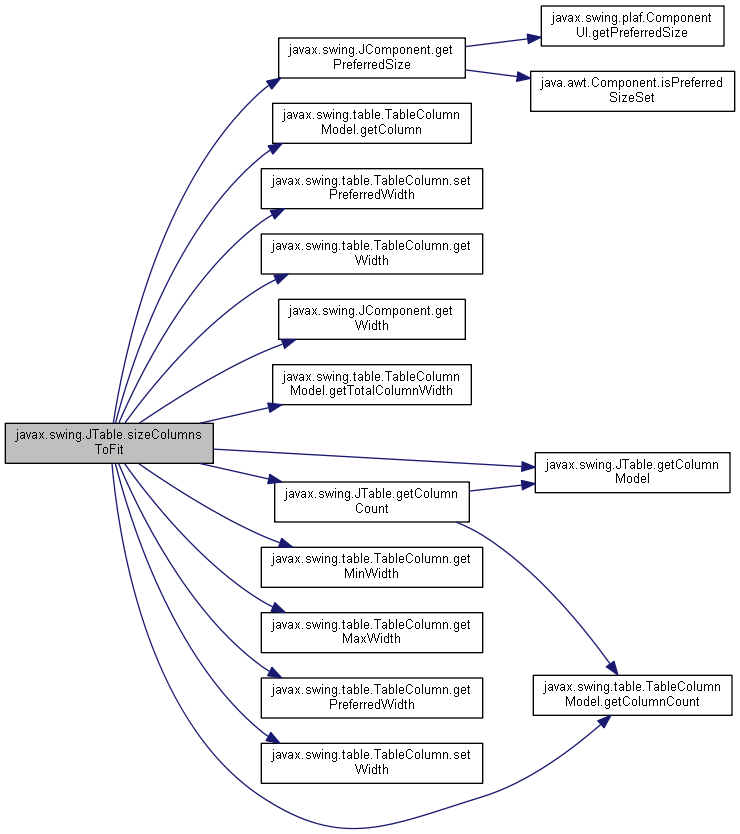 javax.swing.plaf.Component
UI.getPreferredSize
javax.swing.JComponent.get
PreferredSize
java.awt.Component.isPreferred
SizeSet
javax.swing.table.TableColumn
Model.getColumn
javax.swing.table.TableColumn.set
PreferredWidth
javax.swing.table.TableColumn.get
Width
javax.swing.JComponent.get
Width
javax.swing.table.TableColumn
Model.getTotalColumnWidth
javax.swing.JTable.sizeColumns
ToFit
javax.swing.JTable.getColumn
Model
javax.swing.JTable.getColumn
Count
javax.swing.table.TableColumn.get
MinWidth
javax.swing.table.TableColumn.get
MaxWidth
javax.swing.table.TableColumn.get
PreferredWidth
javax.swing.table.TableColumn
Model.getColumnCount
javax.swing.table.TableColumn.set
Width